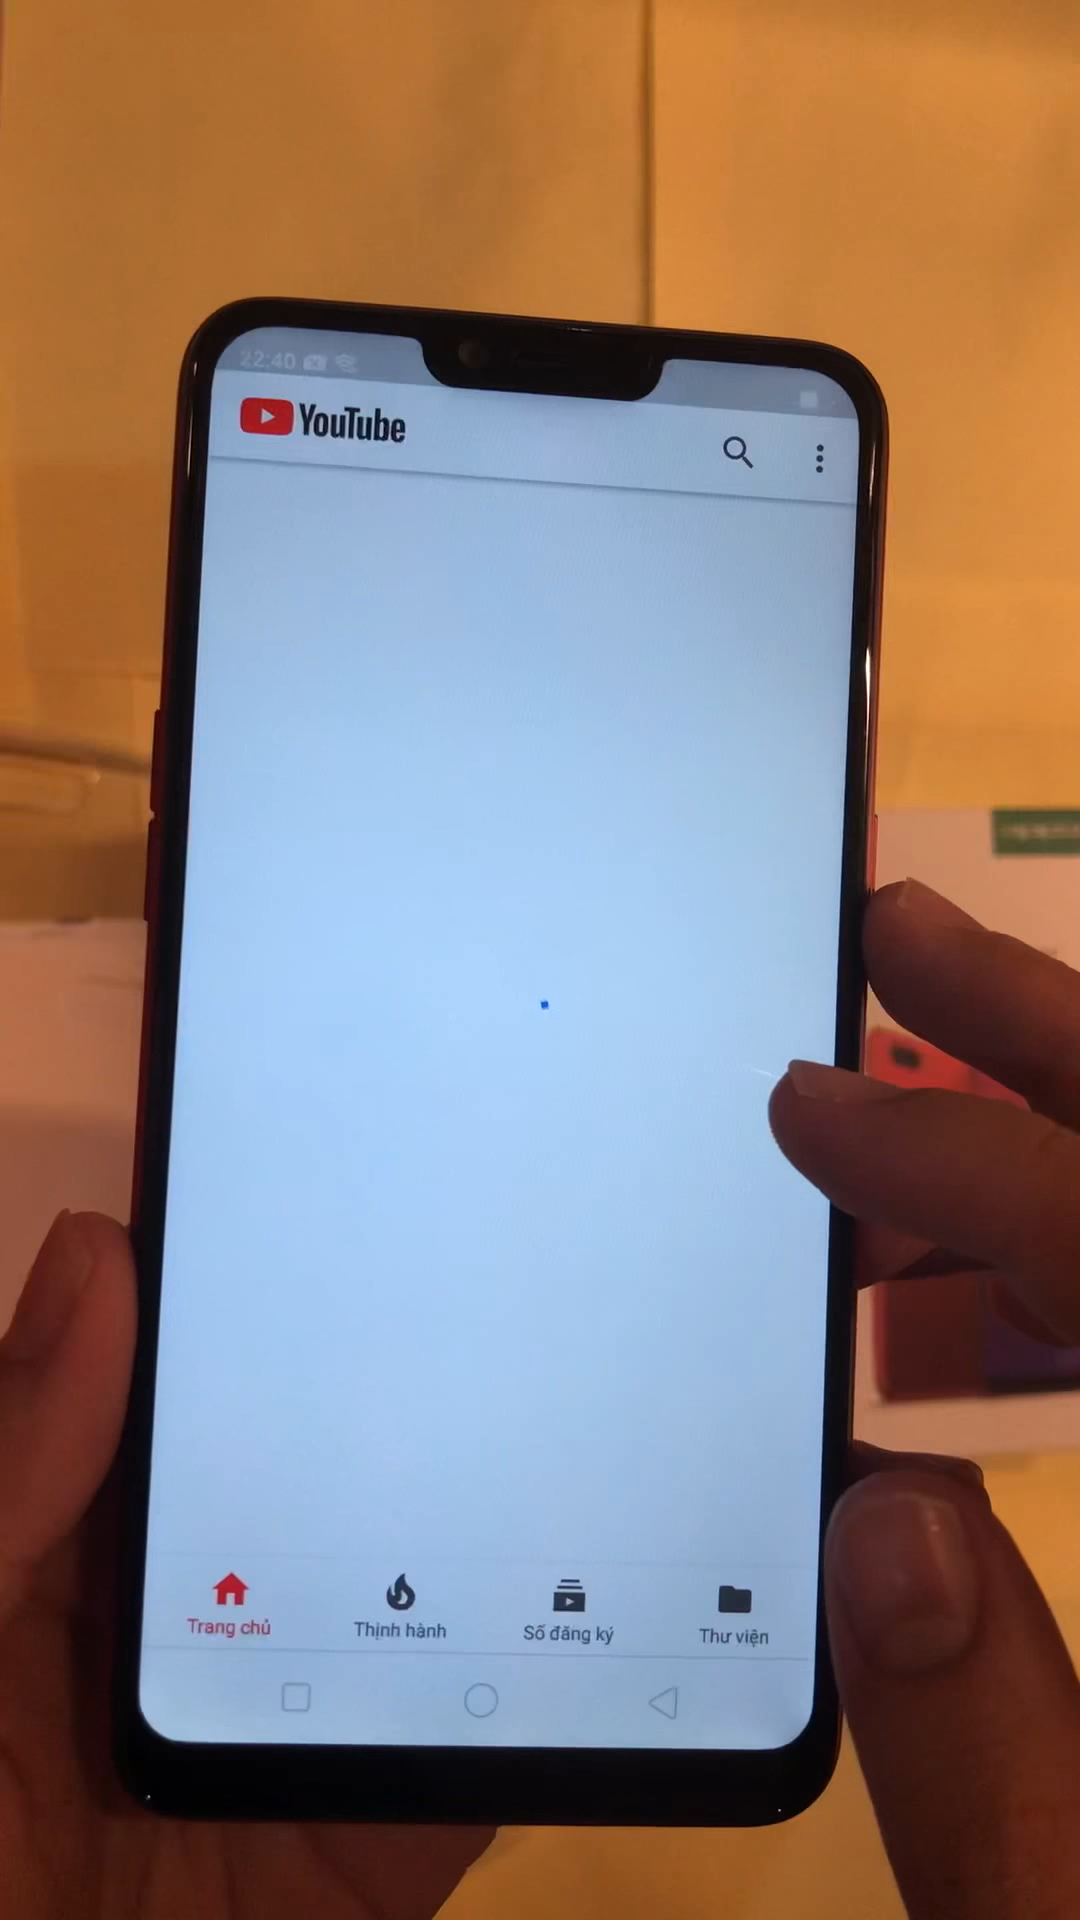 22:40
YouTube
Trang chủ
Thịnh hành
Số đăng ký
Thư viện